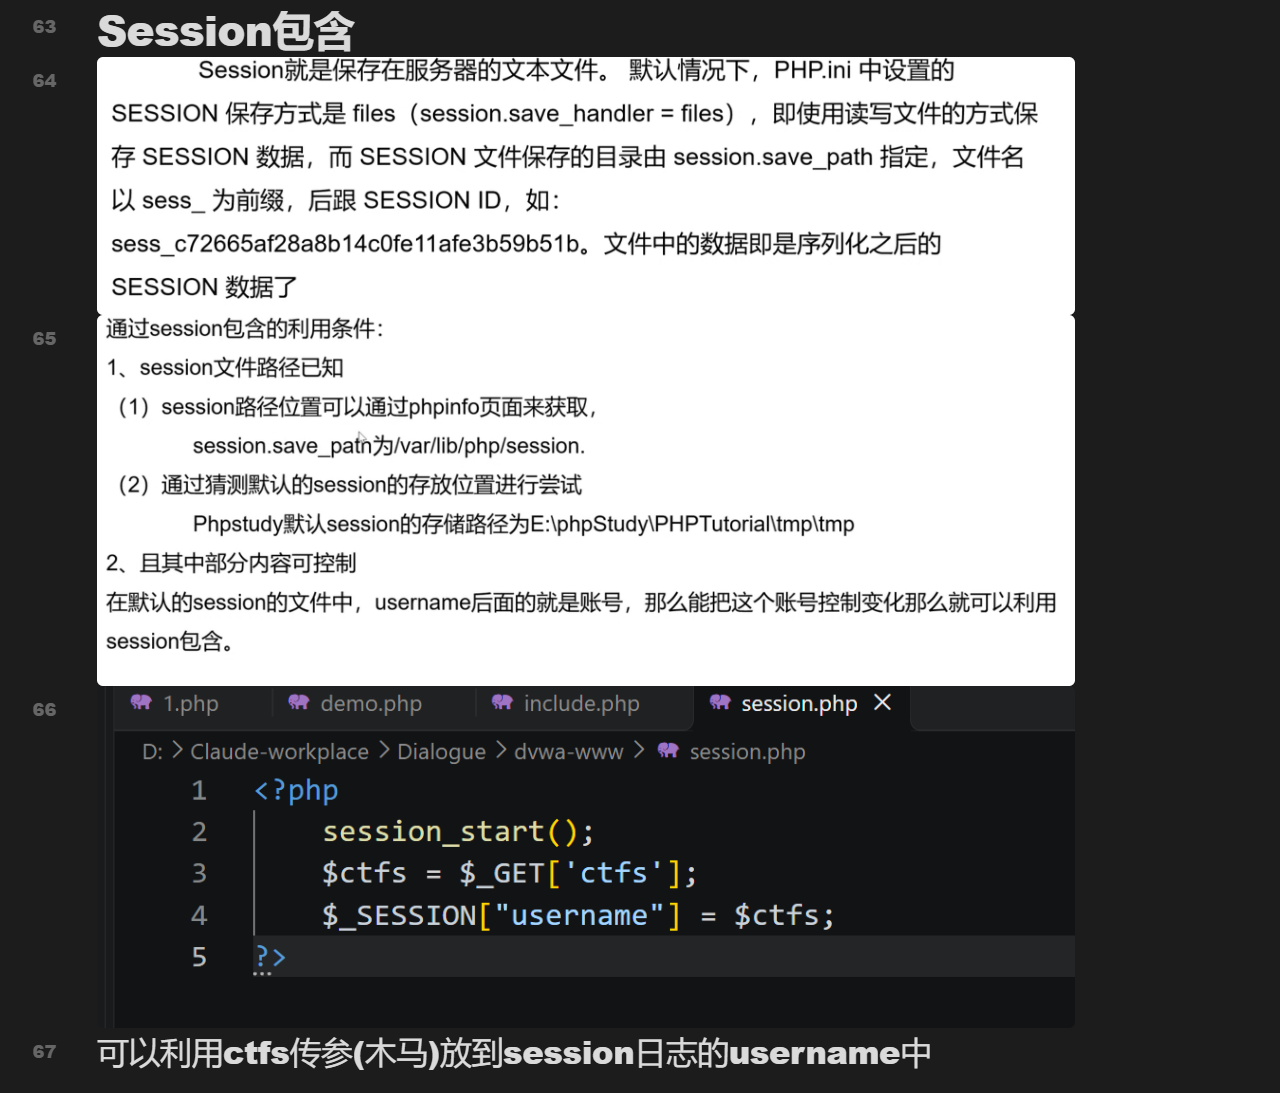 63
Session包含
64
Session就是保存在服务器的文本文件。 默认情况下，PHP.ini 中设置的
SESSION 保存方式是 files（session.save_handler = files），即使用读写文件的方式保
存 SESSION 数据，而 SESSION 文件保存的目录由 session.save_path 指定，文件名
以 sess_ 为前缀，后跟 SESSION ID，如：
sess_c72665af28a8b14c0fe11afe3b59b51b。文件中的数据即是序列化之后的
SESSION 数据了
65
通过session包含的利用条件：
1、session文件路径已知
（1）session路径位置可以通过phpinfo页面来获取，
session.save_path为/var/lib/php/session.
（2）通过猜测默认的session的存放位置进行尝试
Phpstudy默认session的存储路径为E:\phpStudy\PHPTutorial\tmp\tmp
2、且其中部分内容可控制
在默认的session的文件中，username后面的就是账号，那么能把这个账号控制变化那么就可以利用
session包含。
66
1.php demo.php include.php session.php ×
D: > Claude-workplace > Dialogue > dvwa-www > session.php
1 <?php
2 session_start();
3 $ctfs = $_GET['ctfs'];
4 $_SESSION["username"] = $ctfs;
5 ?>
67
可以利用ctfs传参(木马)放到session日志的username中